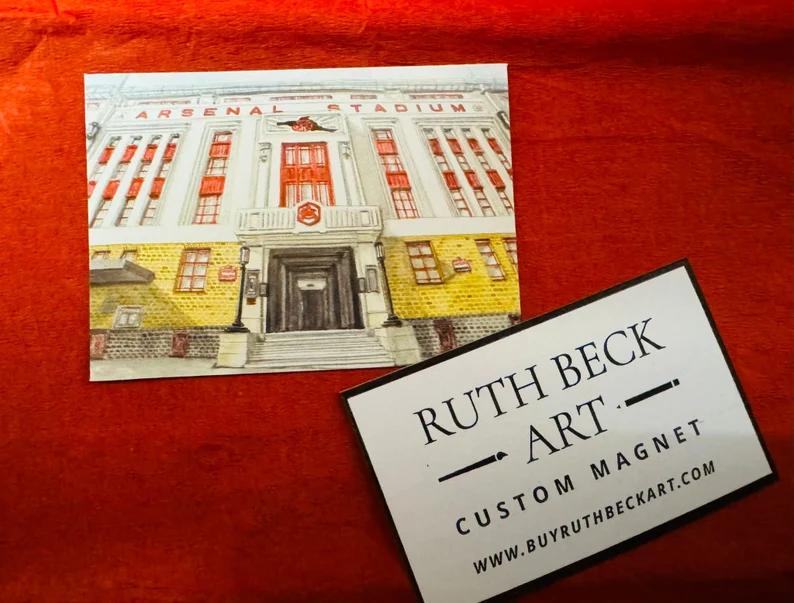 ARSENAL STADIUM
RUTH BECK
ART
CUSTOM MAGNET
WWW.BUYRUTHBECKART.COM